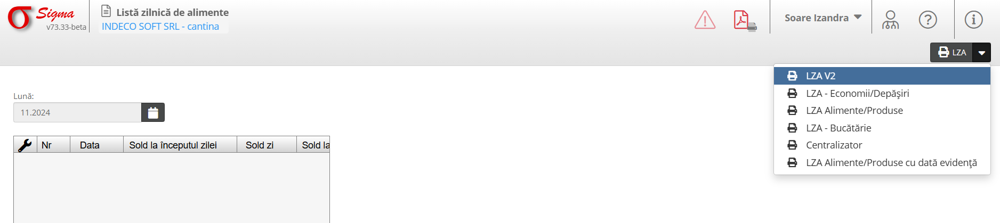 Sigma
v73.33-beta
Listă zilnică de alimente
INDECO SOFT SRL - cantina
Soare Izandra
LZA
LZA V2
LZA - Economii/Depășiri
LZA Alimente/Produse
LZA - Bucătărie
Centralizator
LZA Alimente/Produse cu dată evidență
Lună:
11.2024
Nr Data Sold la începutul zilei Sold zi Sold la